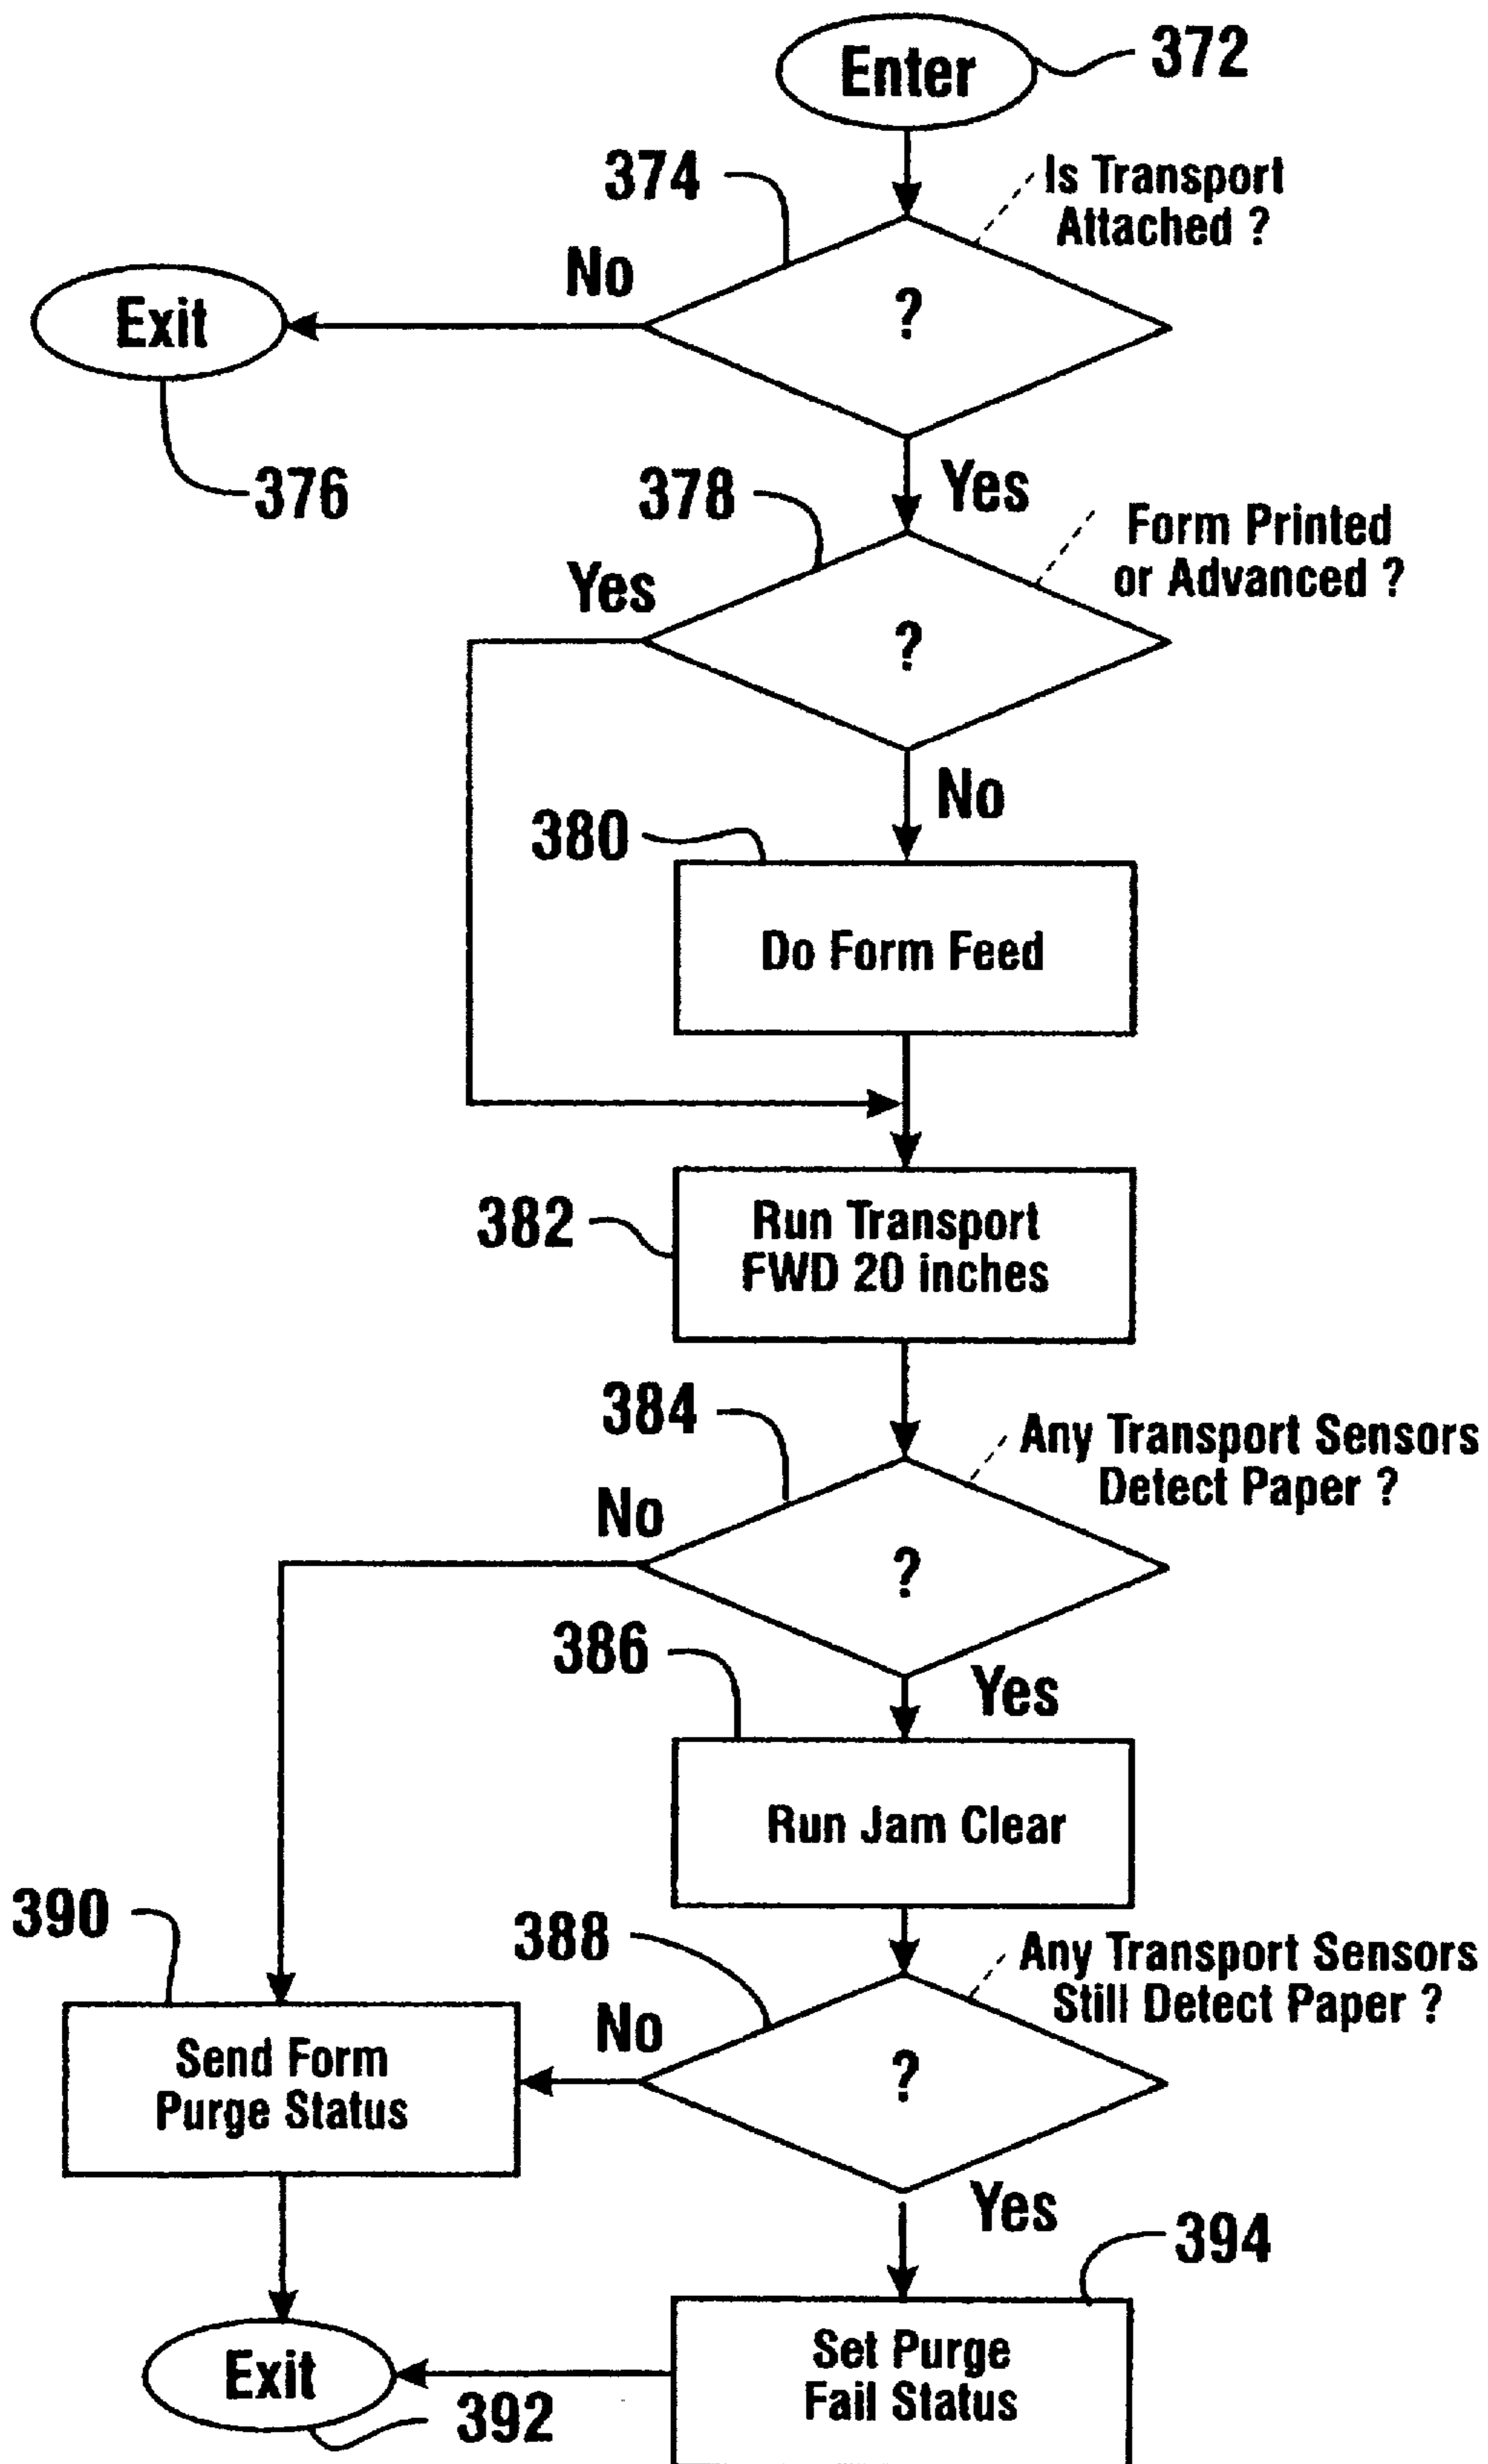 Enter
372
374
Is Transport
Attached ?
No
Exit
?
376
Yes
378
Form Printed
or Advanced ?
Yes
?
No
380
Do Form Feed
382
Run Transport
FWD 20 inches
384
Any Transport Sensors
Detect Paper ?
No
?
386
Yes
Run Jam Clear
390
388
Any Transport Sensors
Still Detect Paper ?
No
Send Form
Purge Status
?
Yes
394
Set Purge
Fail Status
Exit
392